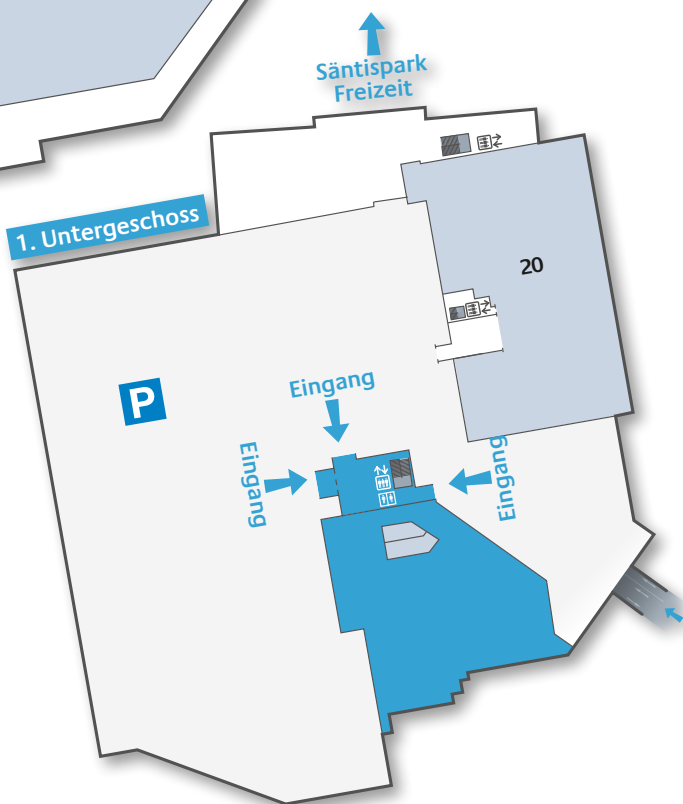 Säntispark
Freizeit
1. Untergeschoss
20
P
Eingang
Eingang
Eingang